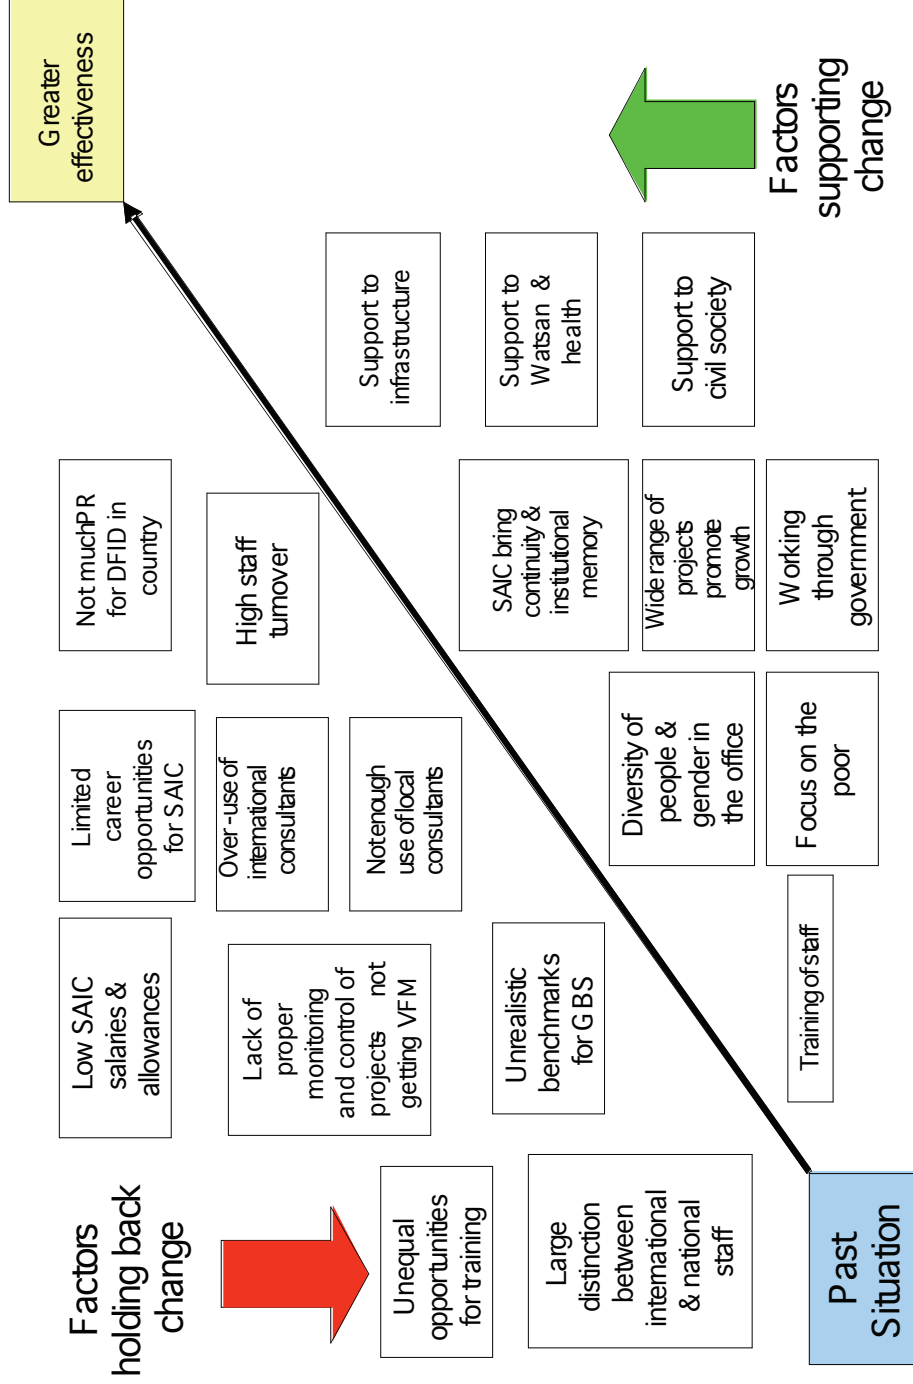 Factors
holding back
change
Low SAIC
salaries &
allowances
Limited
career
opportunities
for SAIC
Not much PR
for DFID in
country
Greater
effectiveness
Lack of
proper
monitoring
and control of
projects not
getting VFM
Over-use of
international
consultants
High staff
turnover
Unequal
opportunities
for training
Not enough
use of local
consultants
Support to
infrastructure
Large
distinction
between
international
& national
staff
Unrealistic
benchmarks
for GBS
SAIC bring
continuity &
institutional
memory
Support to
Watsan &
health
Diversity of
people &
gender in
the office
Wide range of
projects
promote
growth
Support to
civil society
Past
Situation
Training of staff
Focus on the
poor
Working
through
government
Factors
supporting
change